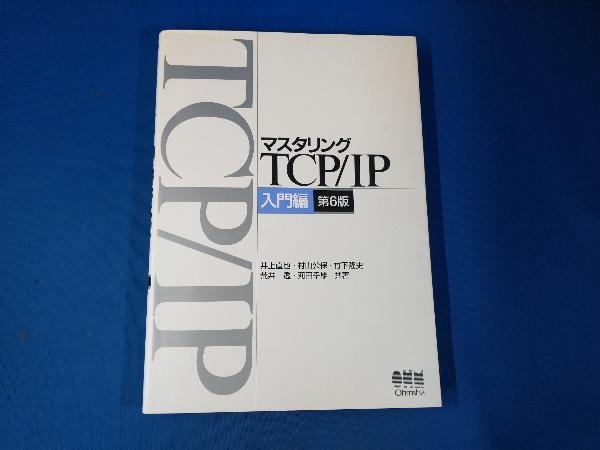 TCP/IP
マスタリング
TCP/IP
入門編 第6版
井上直也・村山公保・竹下隆史
荒井 透・苅田幸雄 共著
OHM
Ohmsha